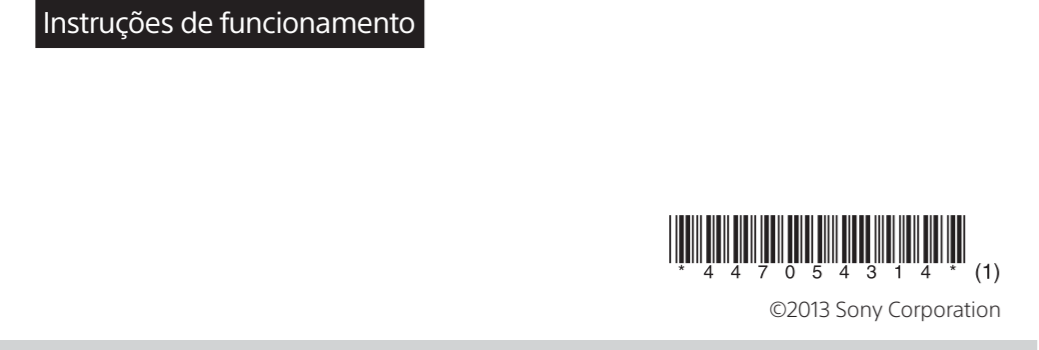 Instruções de funcionamento
* 4 4 7 0 5 4 3 1 4 * (1)
©2013 Sony Corporation